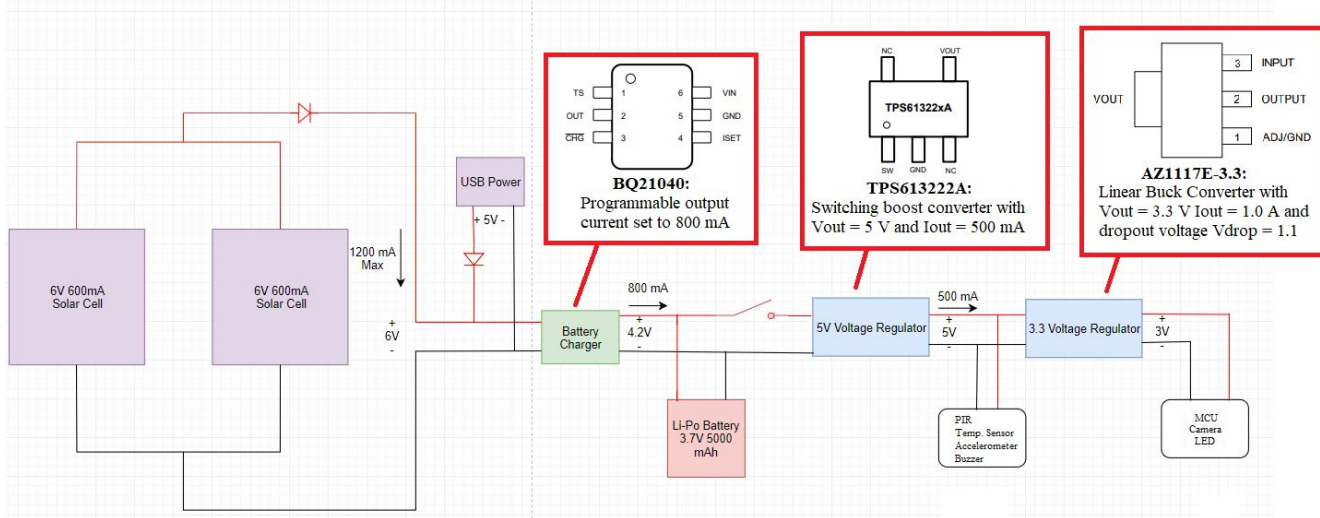 6V 600mA
Solar Cell
6V 600mA
Solar Cell
1200 mA
Max
+
6V
-
USB Power
+ 5V -
TS
OUT
CHG
1
2
3
6
5
4
VIN
GND
ISET
BQ21040:
Programmable output
current set to 800 mA
Battery
Charger
800 mA
+
4.2V
-
Li-Po Battery
3.7V 5000
mAh
NC
VOUT
TPS61322xA
SW
GND
NC
TPS613222A:
Switching boost converter with
Vout = 5 V and Iout = 500 mA
5V Voltage Regulator
500 mA
+
5V
-
PIR
Temp. Sensor
Accelerometer
Buzzer
VOUT
3 INPUT
2 OUTPUT
1 ADJ/GND
AZ1117E-3.3:
Linear Buck Converter with
Vout = 3.3 V Iout = 1.0 A and
dropout voltage Vdrop = 1.1
3.3 Voltage Regulator
+
3V
-
MCU
Camera
LED